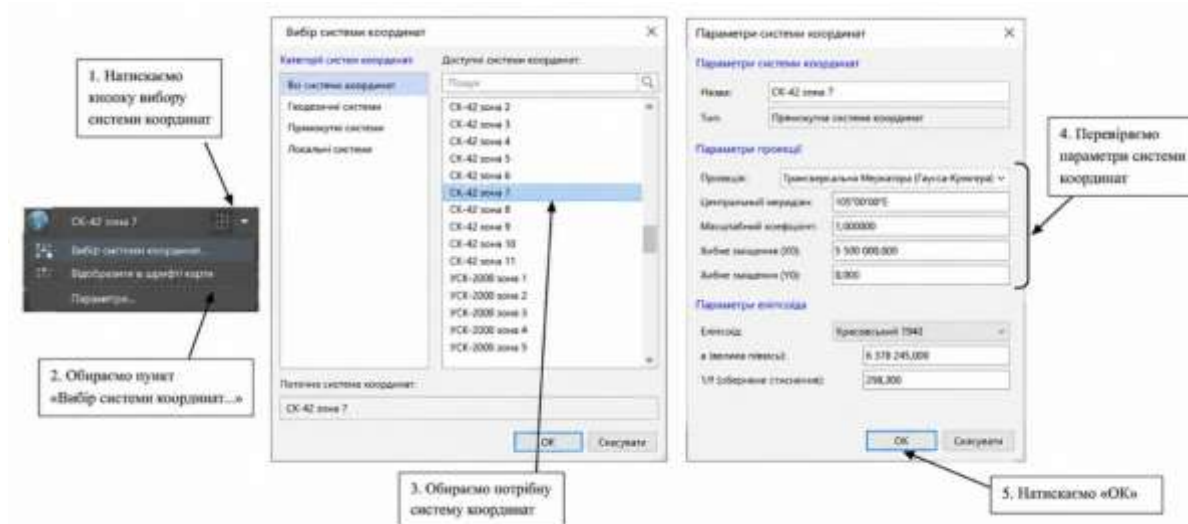 1. Натискаємо
кнопку вибору
системи координат
СК-42 зона 7
Вибір системи координат...
Відобразити в шрифті карти
Параметри...
2. Обираємо пункт
«Вибір системи координат...»
Вибір системи координат
Категорії систем координат
Всі системи координат
Геодезичні системи
Прямокутні системи
Локальні системи
Доступні системи координат:
Пошук
СК-42 зона 2
СК-42 зона 3
СК-42 зона 4
СК-42 зона 5
СК-42 зона 6
СК-42 зона 7
СК-42 зона 8
СК-42 зона 9
СК-42 зона 10
СК-42 зона 11
УСК-2000 зона 1
УСК-2000 зона 2
УСК-2000 зона 3
УСК-2000 зона 4
УСК-2000 зона 5
Поточна система координат:
СК-42 зона 7
ОК
Скасувати
3. Обираємо потрібну
систему координат
Параметри системи координат
Параметри системи координат
Назва:
СК-42 зона 7
Тип:
Прямокутна система координат
Параметри проекції
Проекція:
Трансверсальна Меркатора (Гаусса-Крюгера)
Центральний меридіан:
Масштабний коефіцієнт:
1,000000
Хибне зміщення (X0):
5 500 000,000
Хибне зміщення (Y0):
0,000
Параметри еліпсоїда
Еліпсоїд:
Красовський 1940
a (велика піввісь):
6 378 245,000
1/f (обернене стиснення):
298,300
ОК
Скасувати
4. Перевіряємо
параметри системи
координат
5. Натискаємо «ОК»